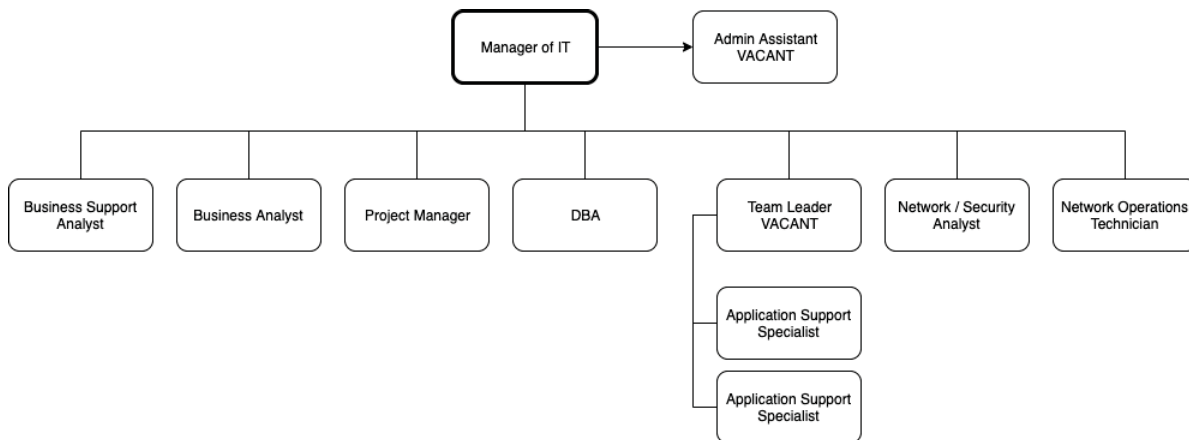 Manager of IT
Admin Assistant
VACANT
Business Support
Analyst
Business Analyst
Project Manager
DBA
Team Leader
VACANT
Network / Security
Analyst
Network Operations
Technician
Application Support
Specialist
Application Support
Specialist